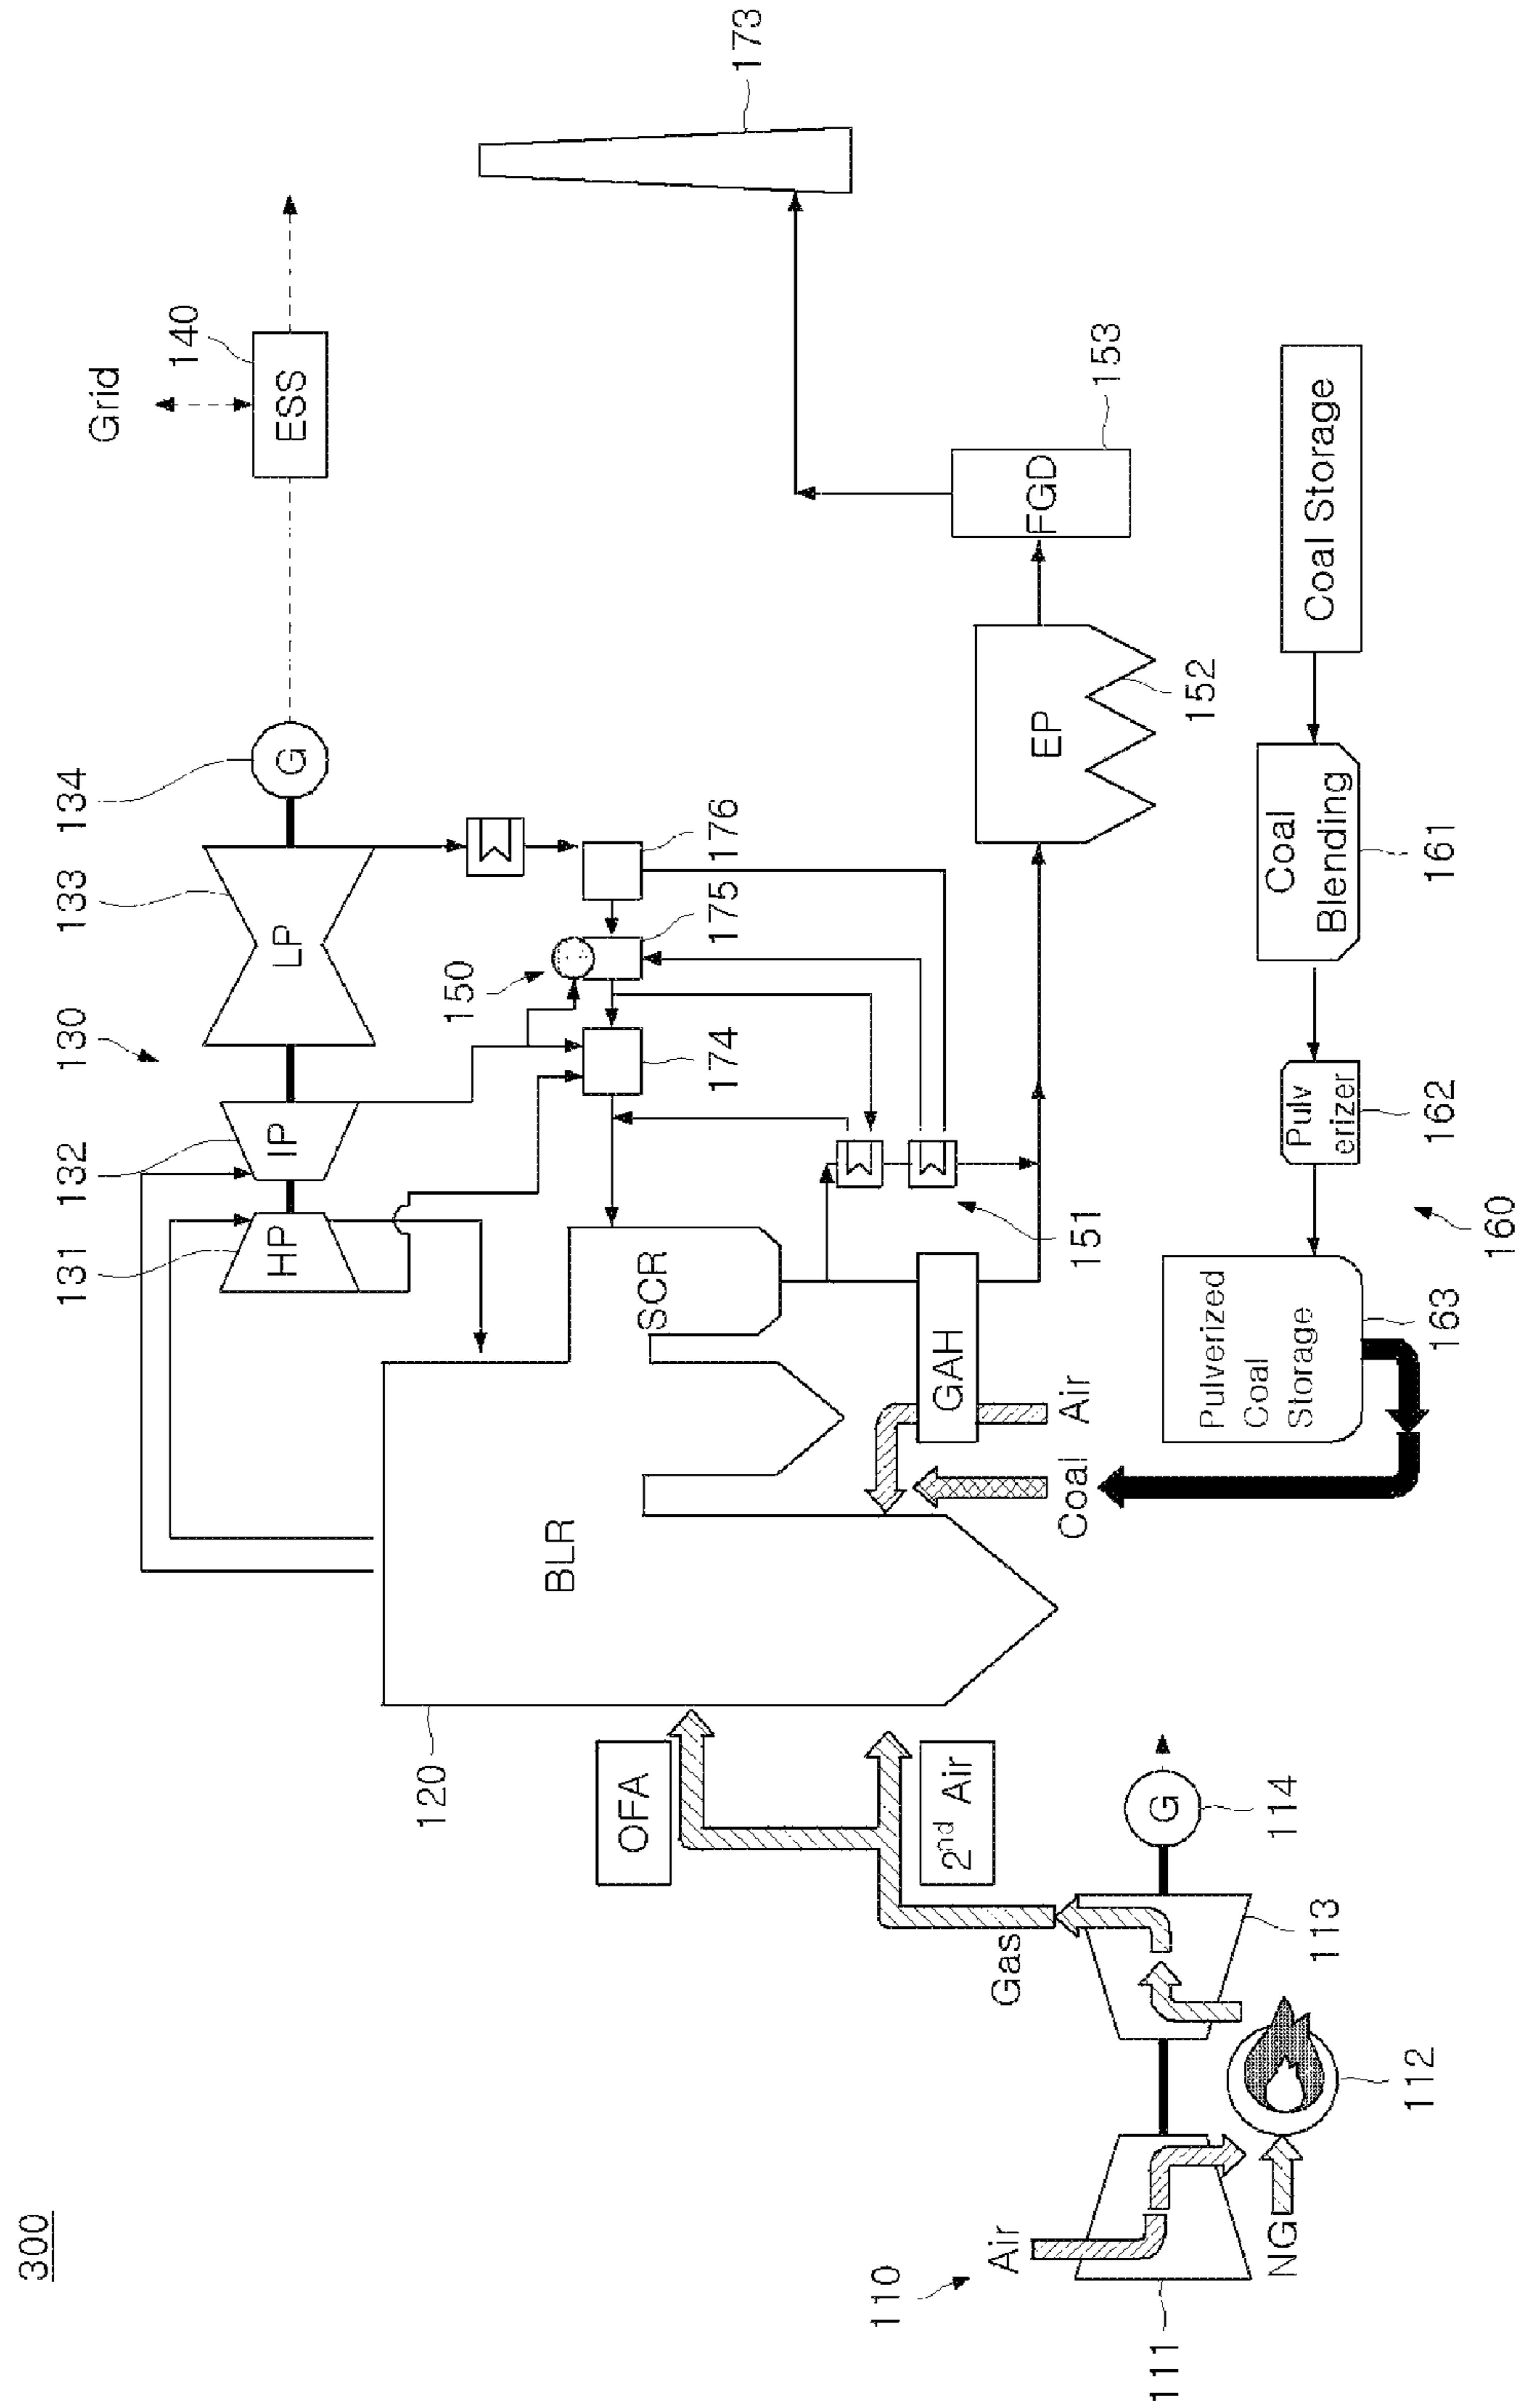 300
Grid
140
ESS
173
134
G
133
LP
130
132
IP
131
HP
150
176
175
174
151
SCR
BLR
120
GAH
Air
Coal
EP
152
FGD
153
Coal Storage
Coal
Blending
161
Pulv
erizer
162
160
Pulverized
Coal
Storage
163
OFA
2nd Air
Gas
G
114
113
112
NG
Air
110
111